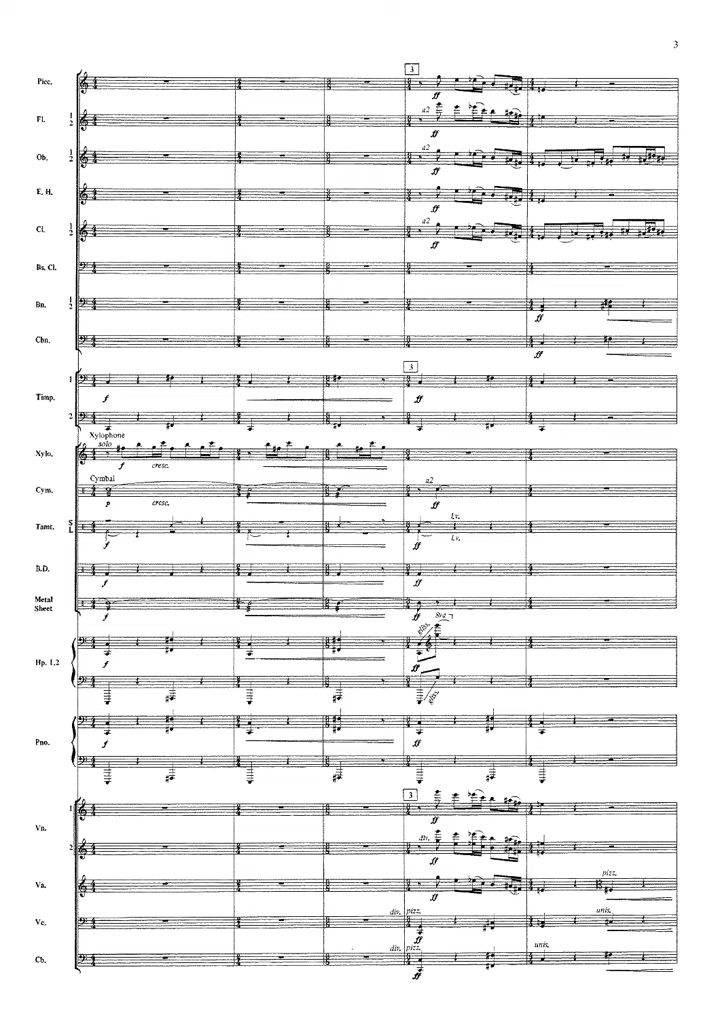 3
3
Picc.
ff
a2
Fl. 1 2
ff
a2
Ob. 1 2
ff
E. H.
ff
a2
Cl. 1 2
ff
Bs. Cl.
Bn. 1 2
ff
Cbn.
ff
3
1
Timp.
f ff
2
Xylophone
solo
Xylo.
f cresc.
Cymbal a2
Cym.
p cresc. ff
l.v.
Tamt. S L
l.v.
f ff
B.D.
f ff
Metal Sheet
f ff
gliss. 8va
Hp. 1,2
f ff
gliss.
Pno.
f ff
3
1
ff
Vn.
div.
2
ff
pizz.
Va.
ff
div. pizz. unis.
Vc.
ff
div. pizz. unis.
Cb.
ff